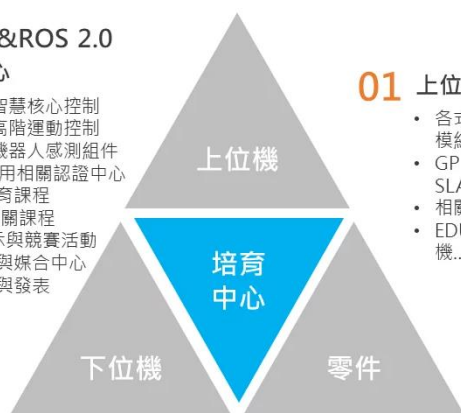 &ROS 2.0
心
智慧核心控制
高階運動控制
機器人感測組件
用相關認證中心
育課程
關課程
示與競賽活動
與媒合中心
與發表
上位機
培育
中心
下位機
零件
01 上位
• 各式
模組
• GP
SLA
• 相關
• EDU
機...